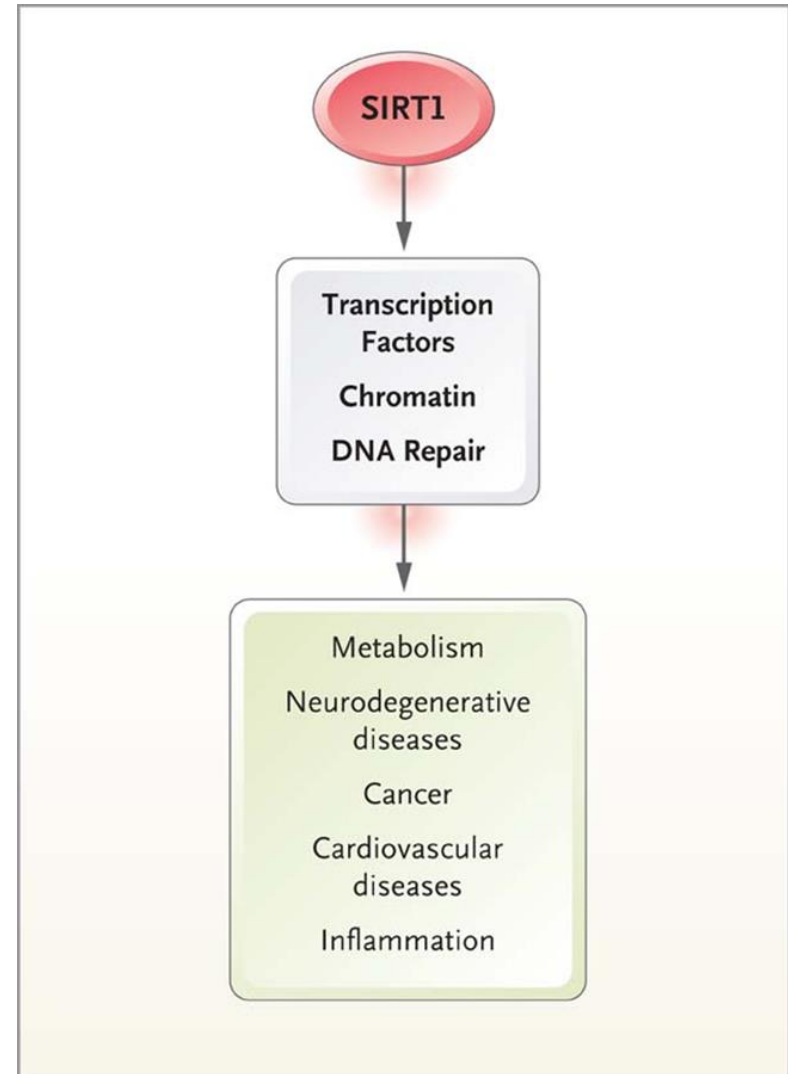 SIRT1
Transcription
Factors
Chromatin
DNA Repair
Metabolism
Neurodegenerative
diseases
Cancer
Cardiovascular
diseases
Inflammation